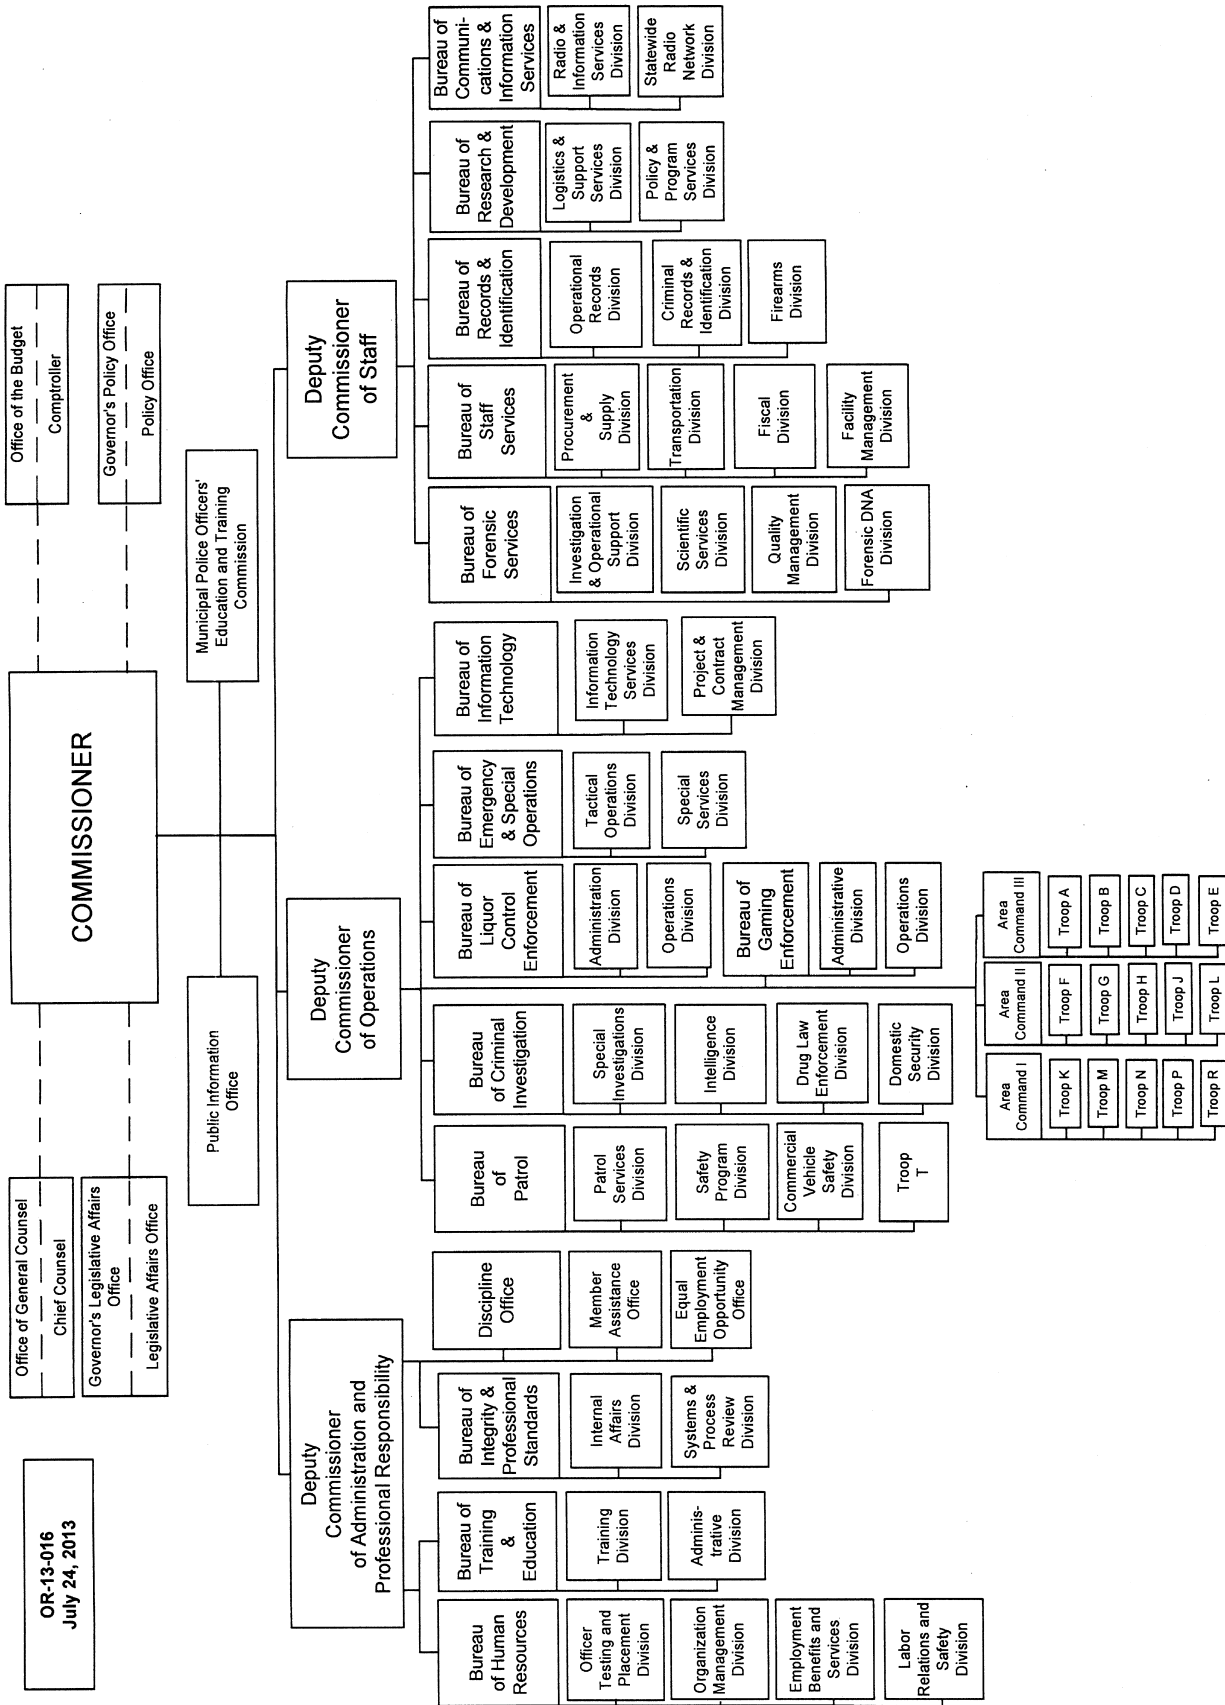 OR-13-016
July 24, 2013
Office of General Counsel
Chief Counsel
Governor's Legislative Affairs
Office
Legislative Affairs Office
COMMISSIONER
Office of the Budget
Comptroller
Governor's Policy Office
Policy Office
Public Information
Office
Municipal Police Officers'
Education and Training
Commission
Deputy
Commissioner
of Administration and
Professional Responsibility
Deputy
Commissioner
of Operations
Deputy
Commissioner
of Staff
Bureau
of Human
Resources
Officer
Testing and
Placement
Division
Organization
Management
Division
Employment
Benefits and
Services
Division
Labor
Relations and
Safety
Division
Bureau of
Training
&
Education
Training
Division
Adminis-
trative
Division
Bureau of
Integrity &
Professional
Standards
Internal
Affairs
Division
Systems &
Process
Review
Division
Discipline
Office
Member
Assistance
Office
Equal
Employment
Opportunity
Office
Bureau
of
Patrol
Patrol
Services
Division
Safety
Program
Division
Commercial
Vehicle
Safety
Division
Troop
T
Bureau
of Criminal
Investigation
Special
Investigations
Division
Intelligence
Division
Drug Law
Enforcement
Division
Domestic
Security
Division
Bureau of
Liquor
Control
Enforcement
Administration
Division
Operations
Division
Bureau of
Gaming
Enforcement
Administrative
Division
Operations
Division
Bureau of
Emergency
& Special
Operations
Tactical
Operations
Division
Special
Services
Division
Bureau of
Information
Technology
Information
Technology
Services
Division
Project &
Contract
Management
Division
Area
Command I
Troop K
Troop M
Troop N
Troop P
Troop R
Area
Command II
Troop F
Troop G
Troop H
Troop J
Troop L
Area
Command III
Troop A
Troop B
Troop C
Troop D
Troop E
Bureau of
Forensic
Services
Investigation
& Operational
Support
Division
Scientific
Services
Division
Quality
Management
Division
Forensic DNA
Division
Bureau of
Staff
Services
Procurement
&
Supply
Division
Transportation
Division
Fiscal
Division
Facility
Management
Division
Bureau of
Records &
Identification
Operational
Records
Division
Criminal
Records &
Identification
Division
Firearms
Division
Bureau of
Research &
Development
Logistics &
Support
Services
Division
Policy &
Program
Services
Division
Bureau of
Communi-
cations &
Information
Services
Radio &
Information
Services
Division
Statewide
Radio
Network
Division